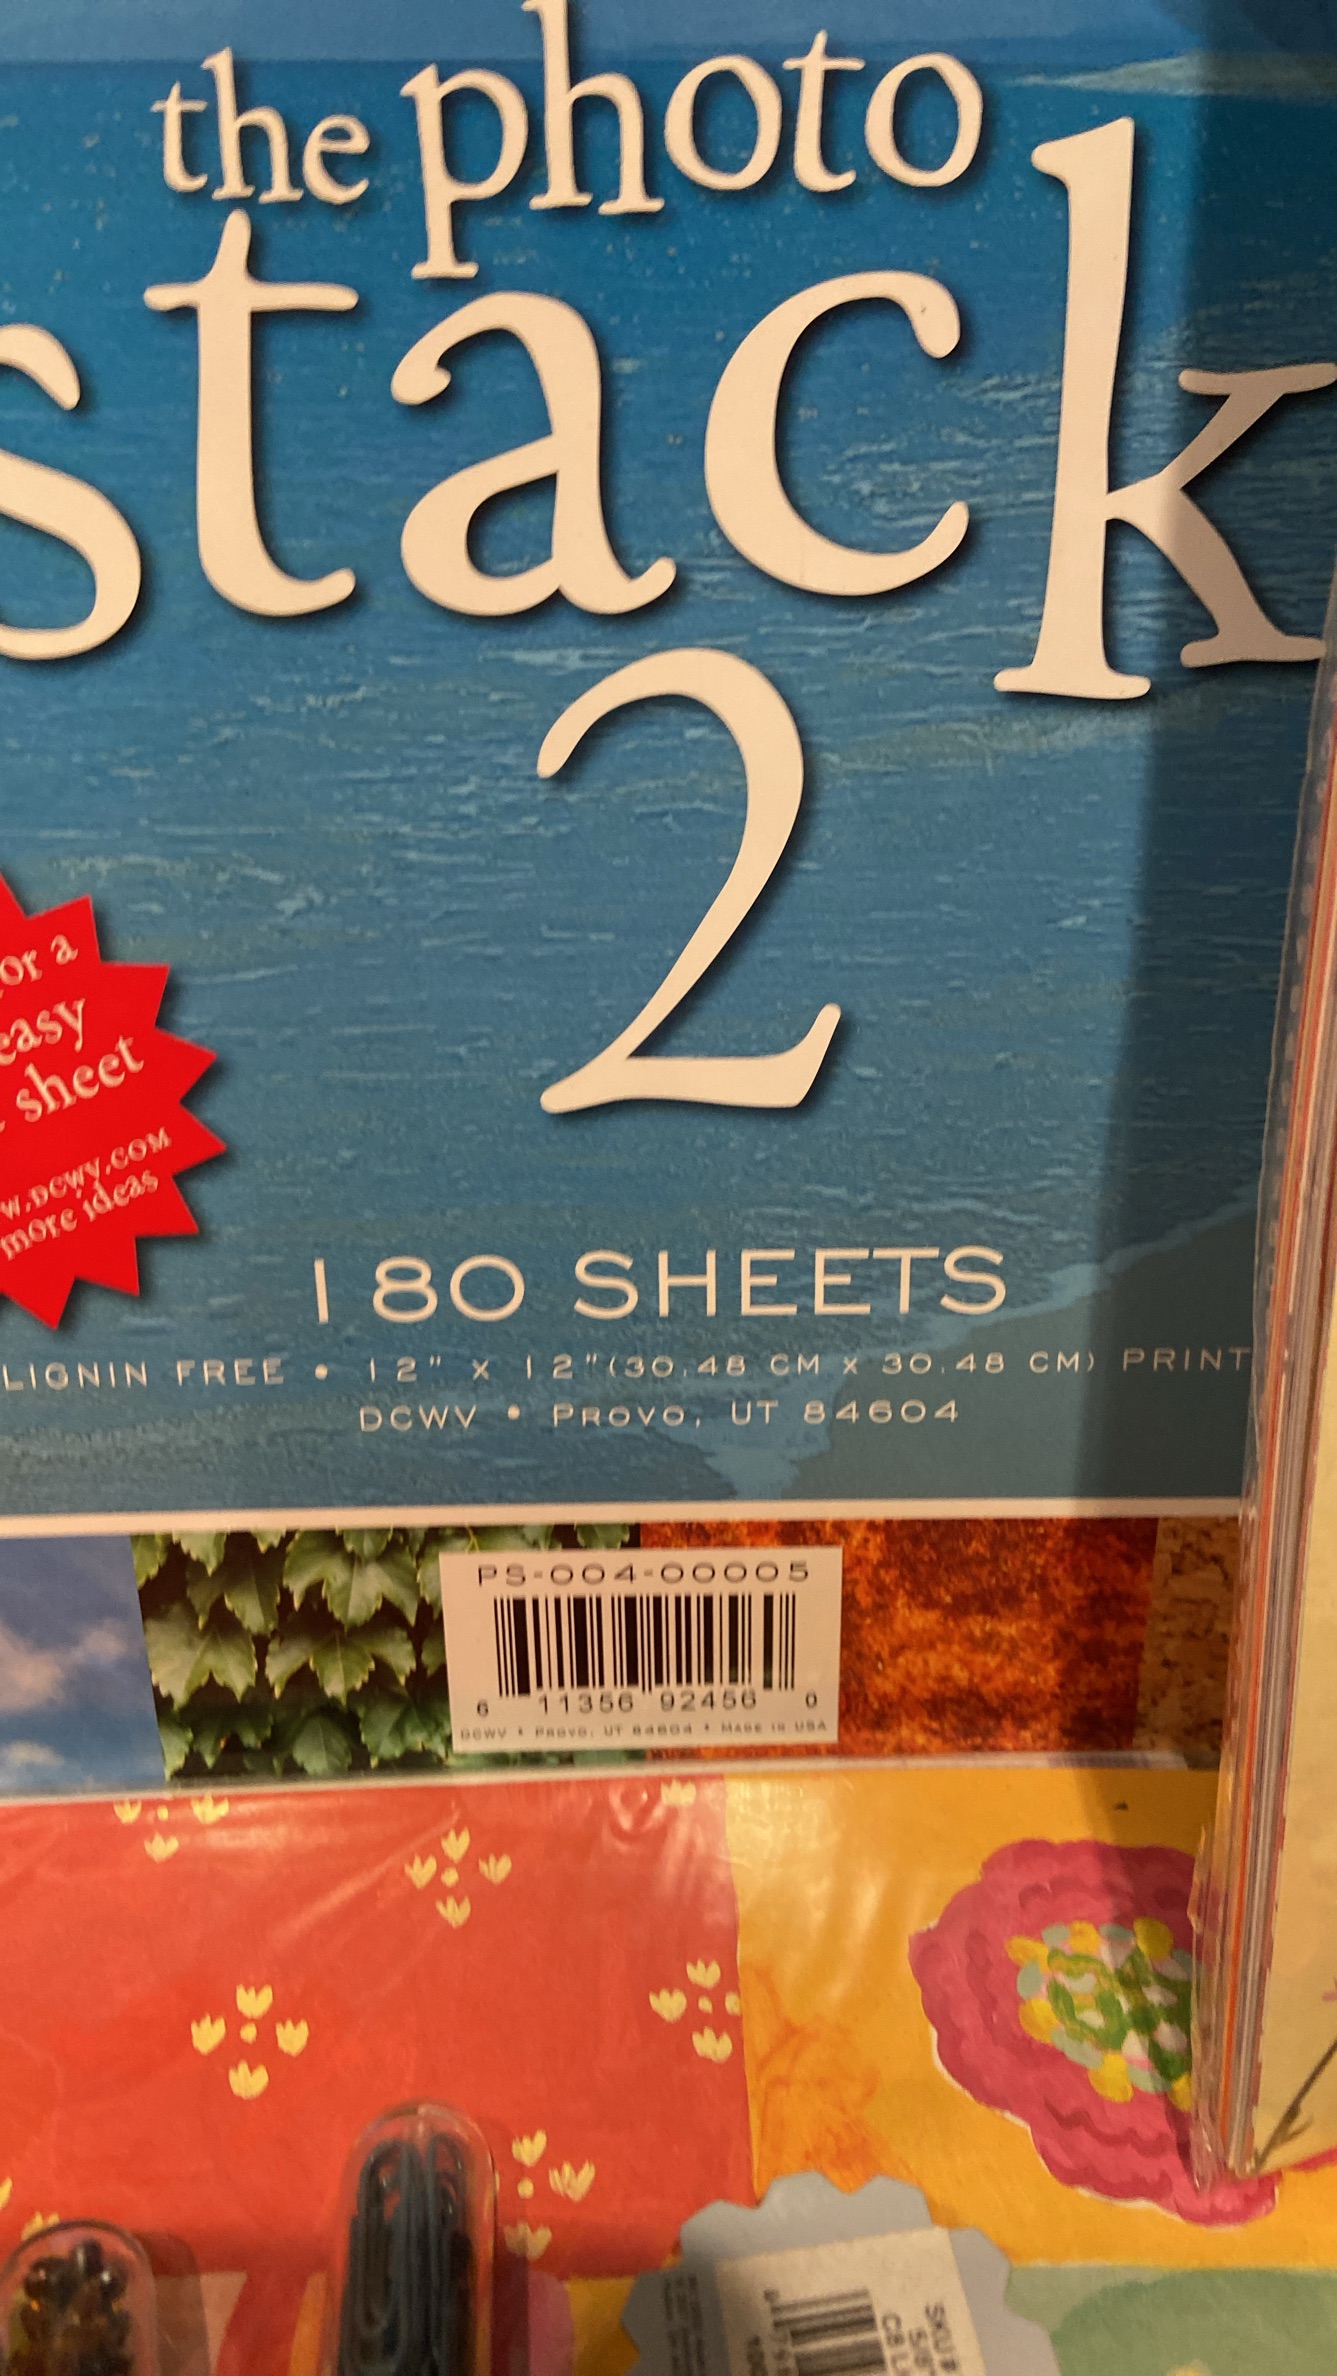 the photo
stack
2
or a
easy
sheet
w.DCWV.COM
more ideas
180 SHEETS
LIGNIN FREE • 12" X 12"(30.48 CM X 30.48 CM) PRINT
DCWV • PROVO, UT 84604
PS-004-00005
6 11356 92456 0
DCWV • PROVO, UT 84604 • MADE IN USA
SKU#